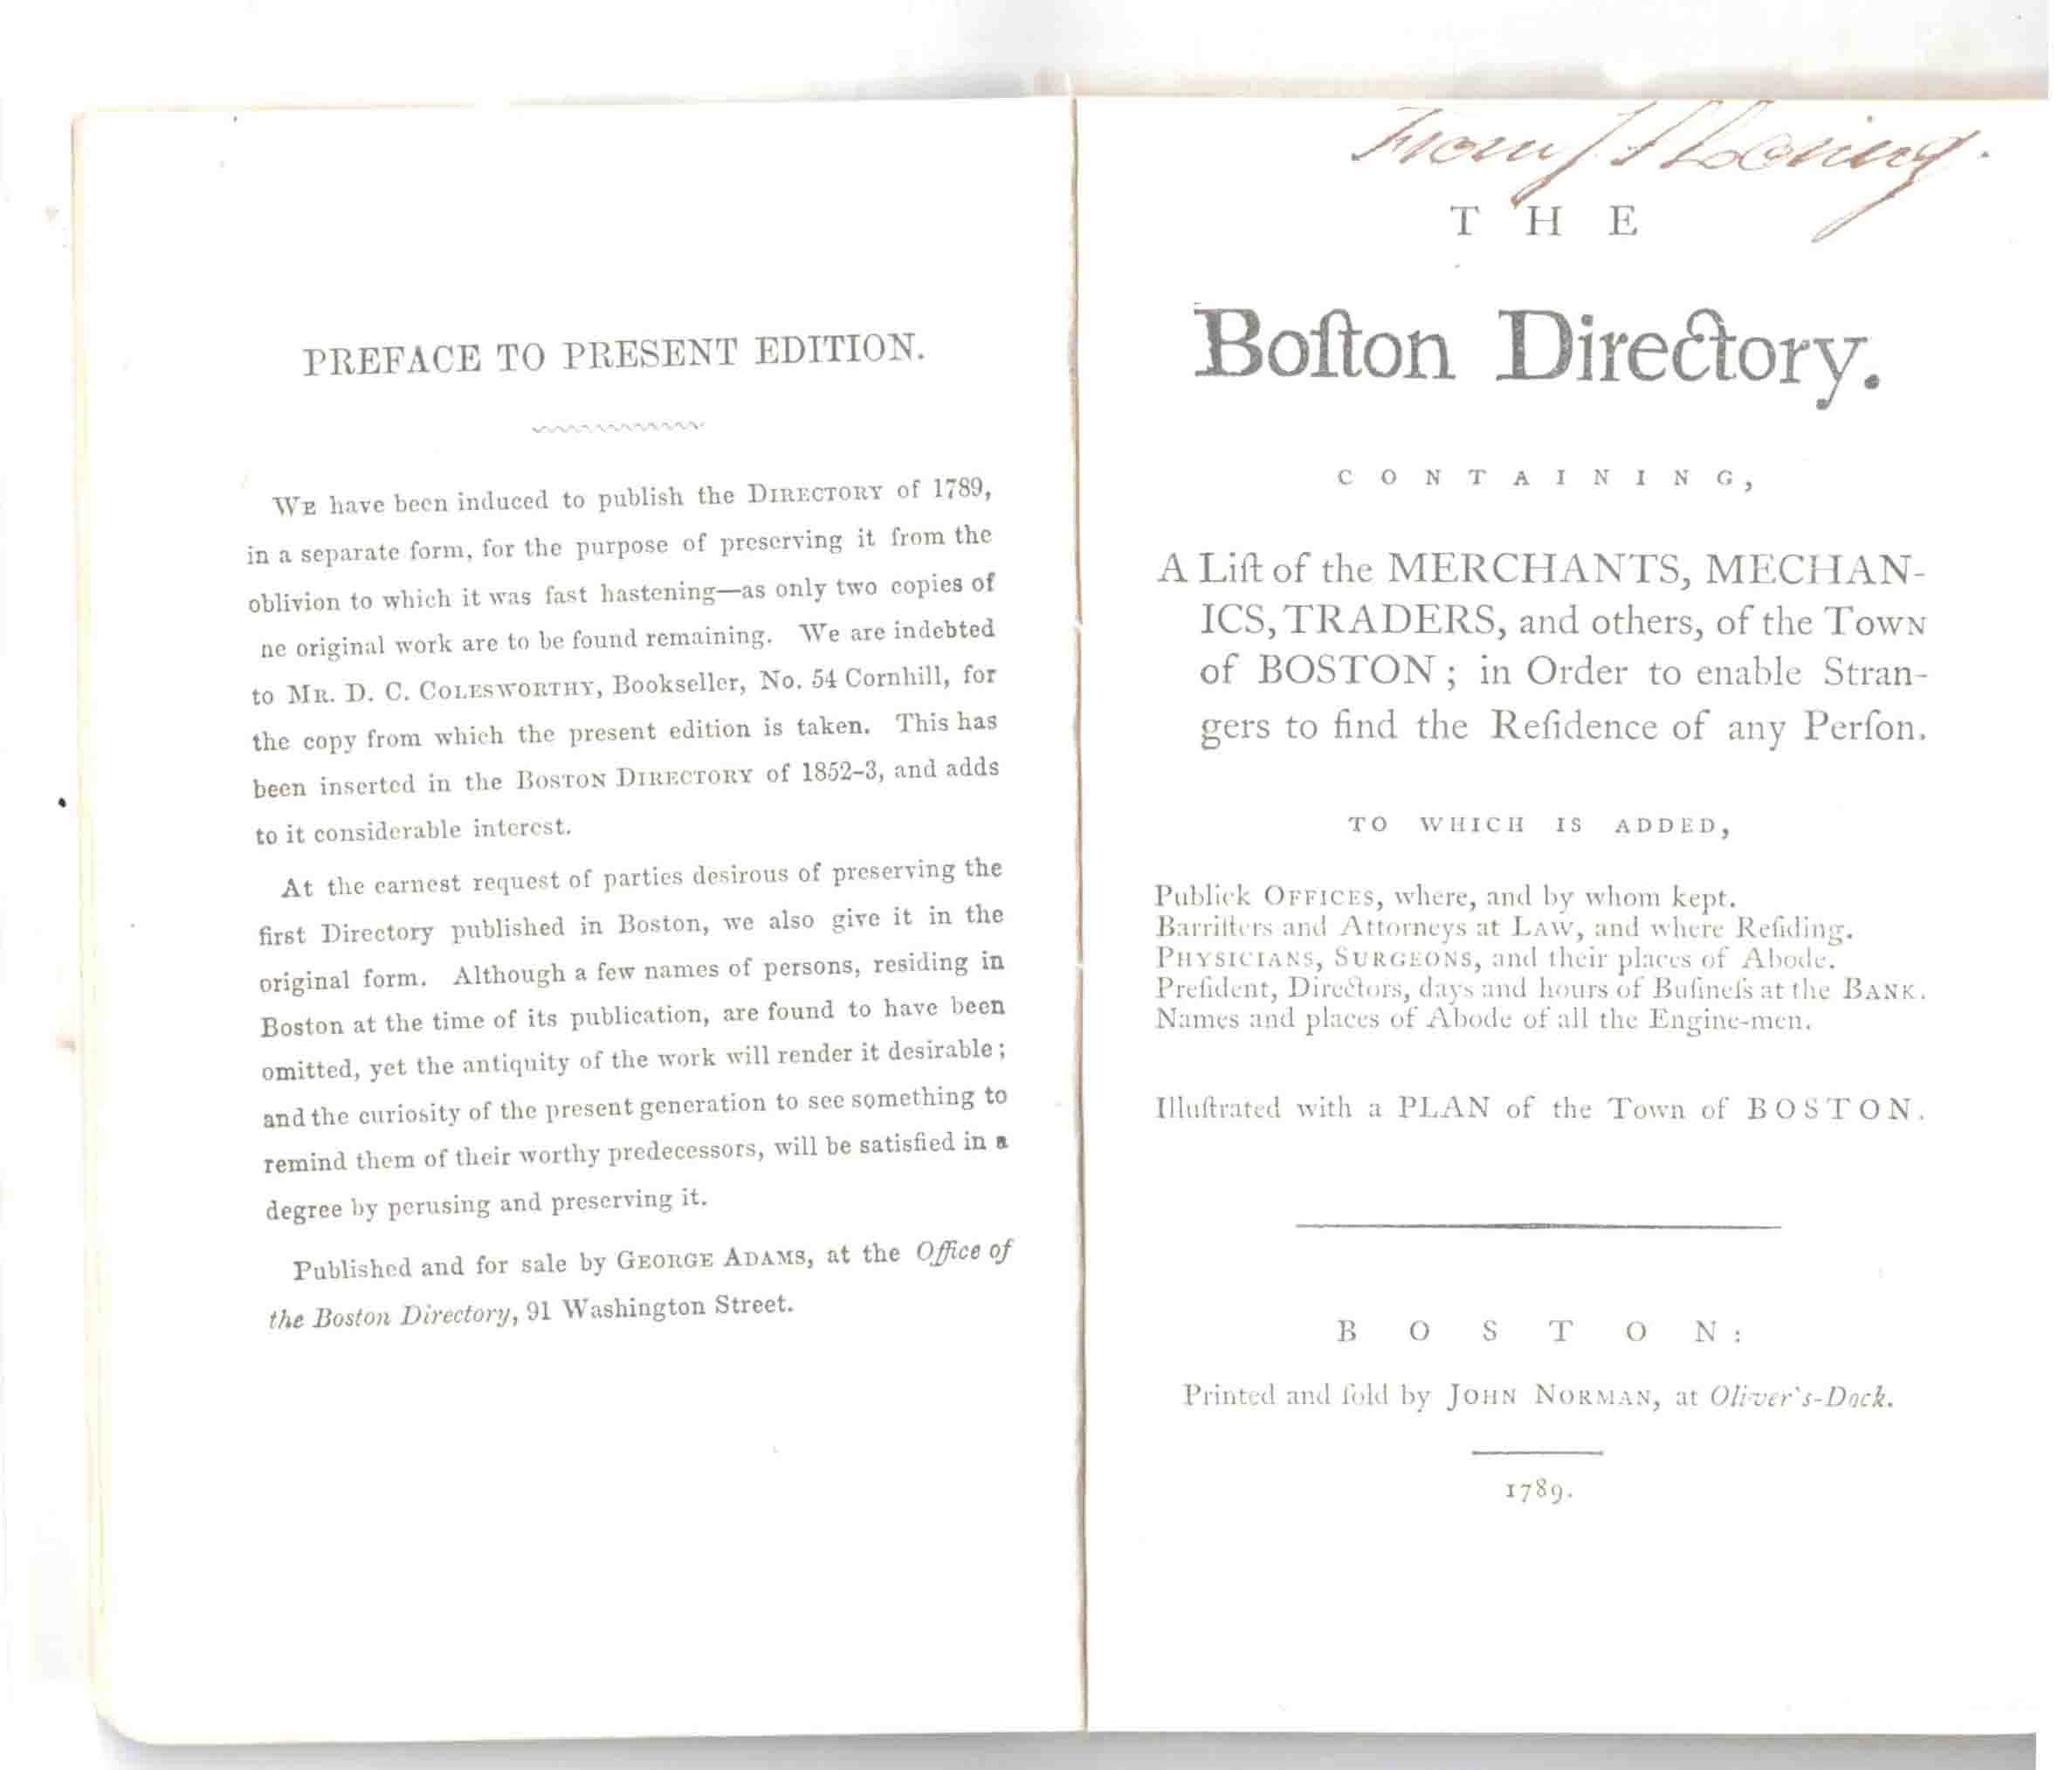 PREFACE TO PRESENT EDITION.
WE have been induced to publish the DIRECTORY of 1789,
in a separate form, for the purpose of preserving it from the
oblivion to which it was fast hastening—as only two copies of
ne original work are to be found remaining. We are indebted
to MR. D. C. COLESWORTHY, Bookseller, No. 54 Cornhill, for
the copy from which the present edition is taken. This has
been inserted in the BOSTON DIRECTORY of 1852–3, and adds
to it considerable interest.
At the earnest request of parties desirous of preserving the
first Directory published in Boston, we also give it in the
original form. Although a few names of persons, residing in
Boston at the time of its publication, are found to have been
omitted, yet the antiquity of the work will render it desirable;
and the curiosity of the present generation to see something to
remind them of their worthy predecessors, will be satisfied in a
degree by perusing and preserving it.
Published and for sale by GEORGE ADAMS, at the Office of
the Boston Directory, 91 Washington Street.
From J S Loring.
THE
Boſton Directory.
CONTAINING,
A Liſt of the MERCHANTS, MECHAN-
ICS, TRADERS, and others, of the TOWN
of BOSTON; in Order to enable Stran-
gers to find the Reſidence of any Perſon.
TO WHICH IS ADDED,
Publick OFFICES, where, and by whom kept.
Barriſters and Attorneys at LAW, and where Reſiding.
PHYSICIANS, SURGEONS, and their places of Abode.
Preſident, Directors, days and hours of Buſineſs at the BANK.
Names and places of Abode of all the Engine-men.
Illuſtrated with a PLAN of the Town of BOSTON.
BOSTON:
Printed and ſold by JOHN NORMAN, at Oliver's-Dock.
1789.